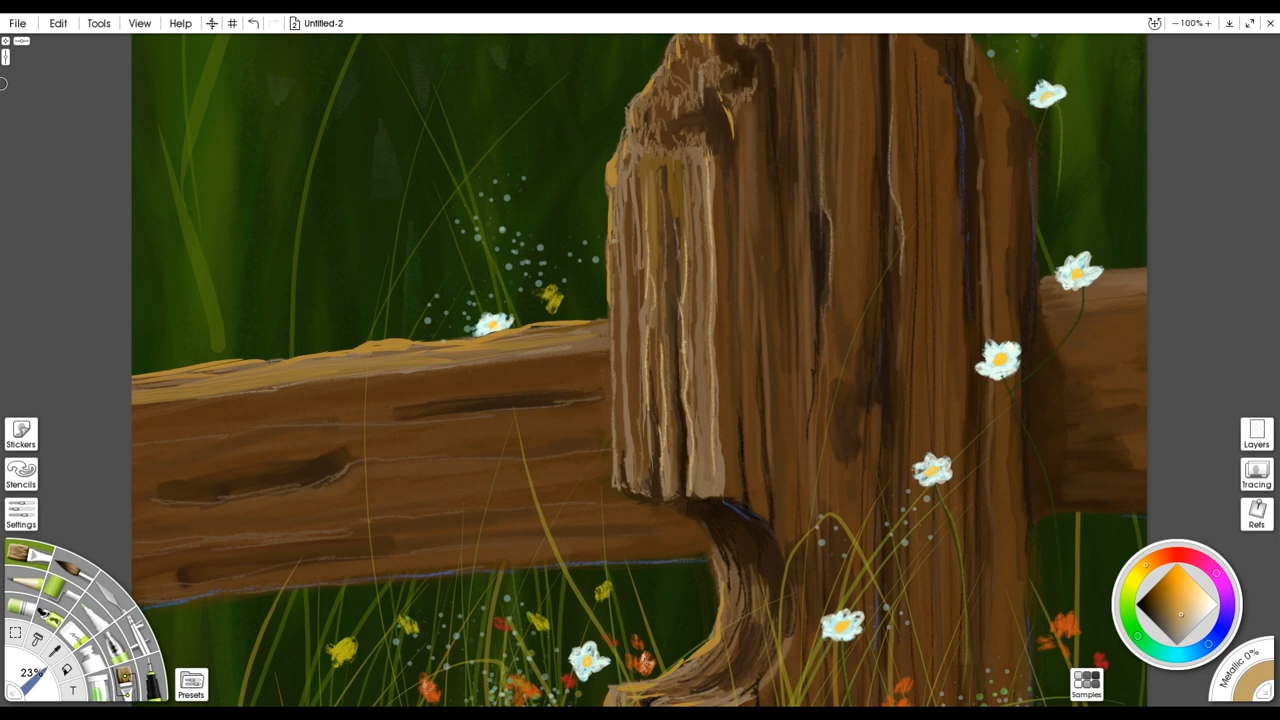 File Edit Tools View Help 2 Untitled-2 − 100% +
Stickers
Stencils
Settings
23%
T
Presets
Layers
Tracing
Refs
Samples
Metallic 0%